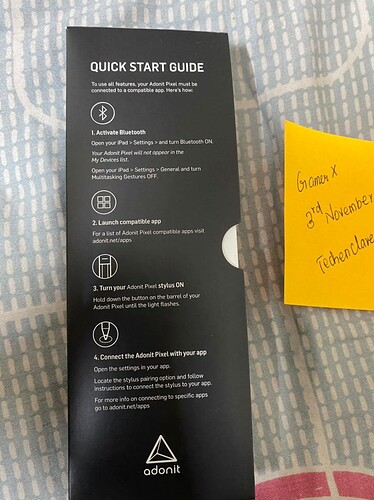 QUICK START GUIDE
To use all features, your Adonit Pixel must be
connected to a compatible app. Here's how:
1. Activate Bluetooth
Open your iPad > Settings > and turn Bluetooth ON.
Your Adonit Pixel will not appear in the
My Devices list.
Open your iPad > Settings > General and turn
Multitasking Gestures OFF.
2. Launch compatible app
For a list of Adonit Pixel compatible apps visit
adonit.net/apps
3. Turn your Adonit Pixel stylus ON
Hold down the button on the barrel of your
Adonit Pixel until the light flashes.
4. Connect the Adonit Pixel with your app
Open the settings in your app.
Locate the stylus pairing option and follow
instructions to connect the stylus to your app.
For more info on connecting to specific apps
go to adonit.net/apps
adonit
GamerX
3rd November
TechenClave